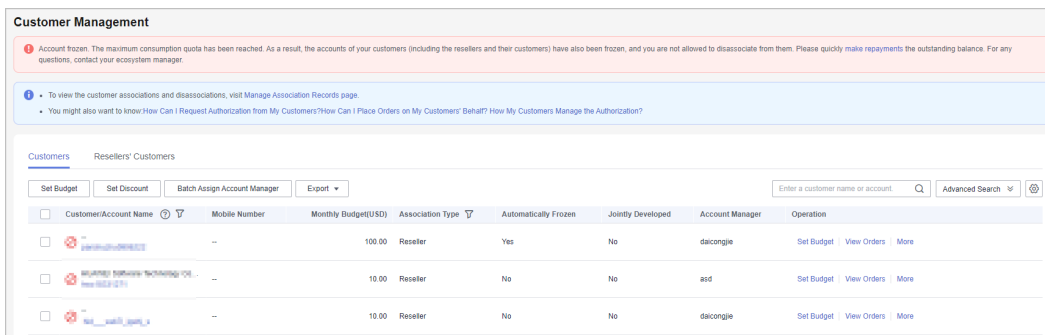 Customer Management
Account frozen. The maximum consumption quota has been reached. As a result, the accounts of your customers (including the resellers and their customers) have also been frozen, and you are not allowed to disassociate from them. Please quickly make repayments the outstanding balance. For any
questions, contact your ecosystem manager.
To view the customer associations and disassociations, visit Manage Association Records page.
You might also want to know:How Can I Request Authorization from My Customers?How Can I Place Orders on My Customers' Behalf? How My Customers Manage the Authorization?
Customers Resellers' Customers
Set Budget Set Discount Batch Assign Account Manager Export Enter a customer name or account. Advanced Search
Customer/Account Name Mobile Number Monthly Budget(USD) Association Type Automatically Frozen Jointly Developed Account Manager Operation
-- -- 100.00 Reseller Yes No daicongjie Set Budget View Orders More
-- 10.00 Reseller No No asd Set Budget View Orders More
-- -- 10.00 Reseller No No daicongjie Set Budget View Orders More